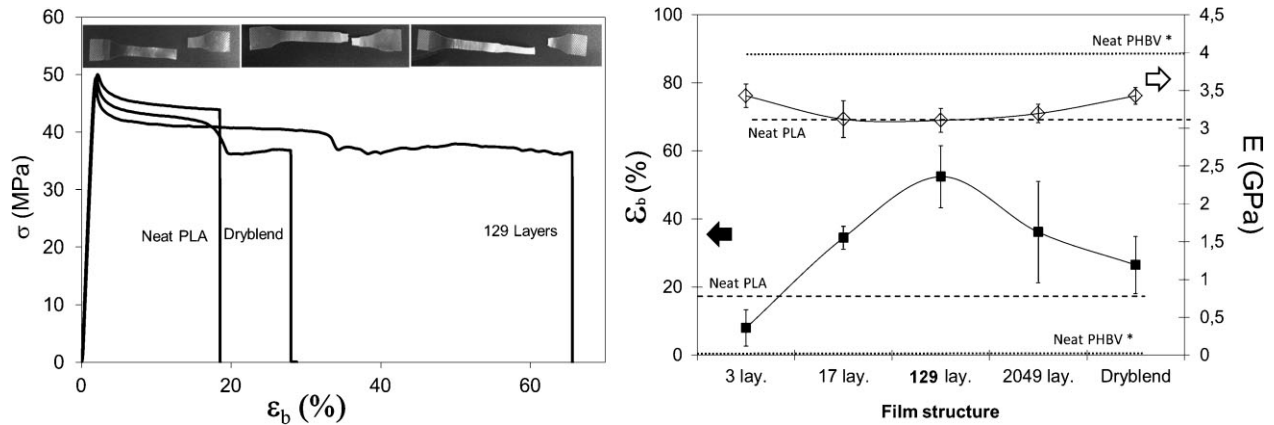 60
50
40
30
20
10
0
σ (MPa)
Neat PLA
Dryblend
129 Layers
0
20
40
60
εb (%)
100
80
60
40
20
0
εb (%)
Neat PHBV *
Neat PLA
Neat PLA
Neat PHBV *
4,5
4
3,5
3
2,5
2
1,5
1
0,5
0
E (GPa)
3 lay.
17 lay.
129 lay.
2049 lay.
Dryblend
Film structure